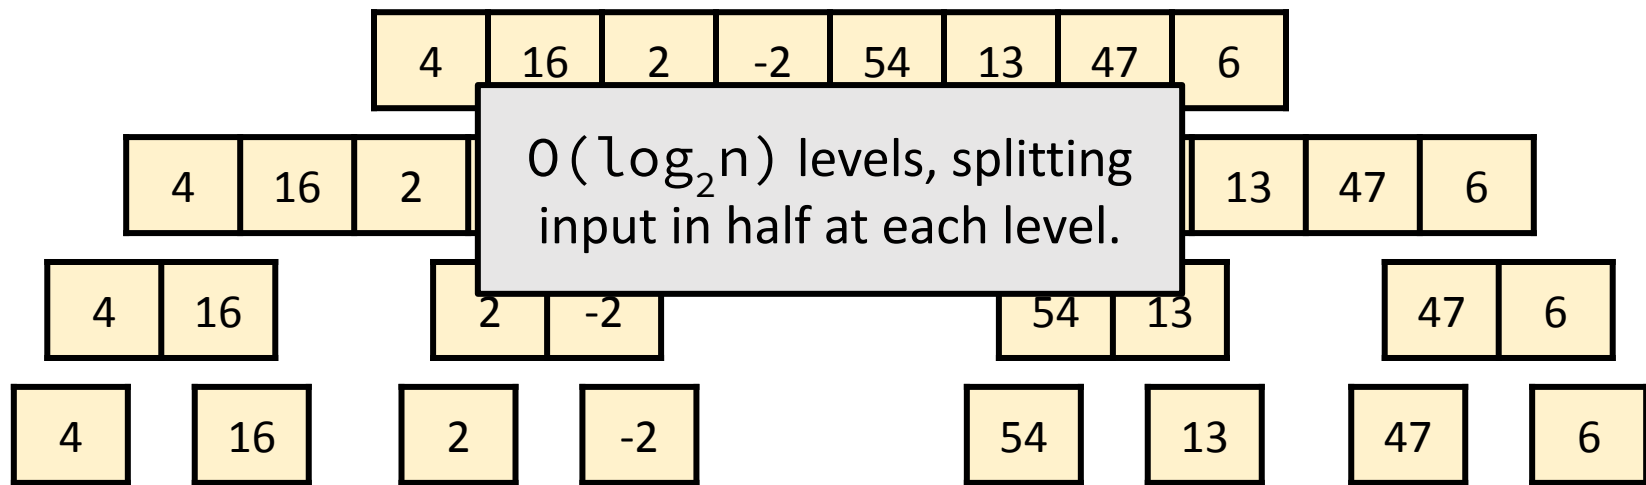 4 16 2 -2 54 13 47 6
O(log₂n) levels, splitting
4 16 2 13 47 6
input in half at each level.
4 16 2 -2 54 13 47 6
4 16 2 -2 54 13 47 6